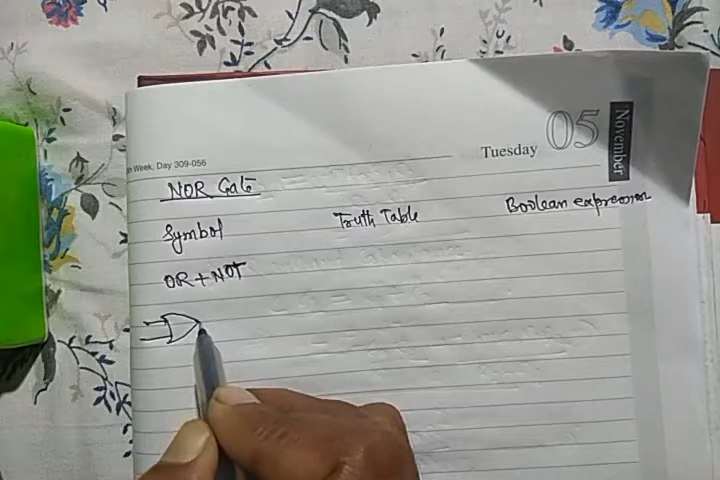 Week, Day 309-056
Tuesday 05 November
NOR Gate
Symbol Truth Table Boolean expression
OR + NOT